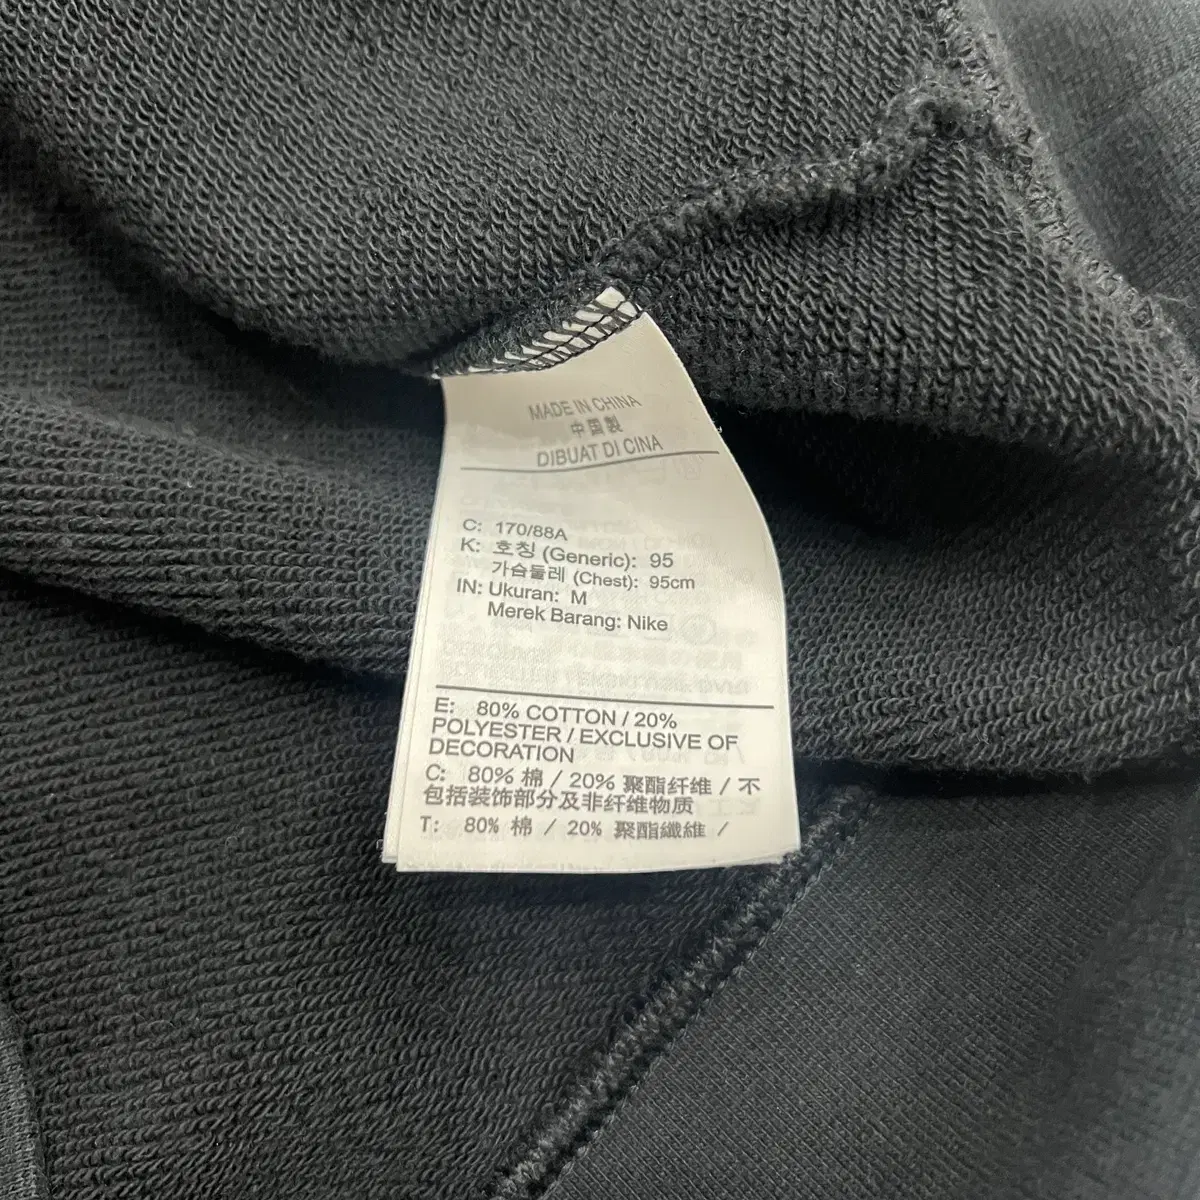 MADE IN CHINA
中国製
DIBUAT DI CINA
C: 170/88A
K: 호칭 (Generic): 95
가슴둘레 (Chest): 95cm
IN: Ukuran: M
Merek Barang: Nike
E: 80% COTTON / 20%
POLYESTER / EXCLUSIVE OF
DECORATION
C: 80% 棉 / 20% 聚酯纤维 / 不
包括装饰部分及非纤维物质
T: 80% 棉 / 20% 聚酯纖維 /